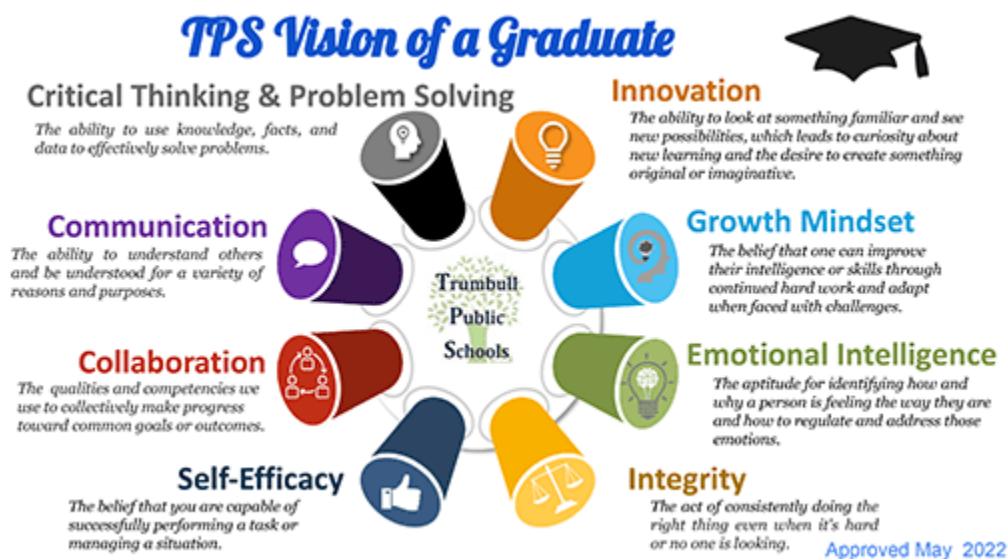 TPS Vision of a Graduate
Critical Thinking & Problem Solving
The ability to use knowledge, facts, and
data to effectively solve problems.
Innovation
The ability to look at something familiar and see
new possibilities, which leads to curiosity about
new learning and the desire to create something
original or imaginative.
Communication
The ability to understand others
and be understood for a variety of
reasons and purposes.
Growth Mindset
The belief that one can improve
their intelligence or skills through
continued hard work and adapt
when faced with challenges.
Trumbull
Public
Schools
Collaboration
The qualities and competencies we
use to collectively make progress
toward common goals or outcomes.
Emotional Intelligence
The aptitude for identifying how and
why a person is feeling the way they are
and how to regulate and address those
emotions.
Self-Efficacy
The belief that you are capable of
successfully performing a task or
managing a situation.
Integrity
The act of consistently doing the
right thing even when it's hard
or no one is looking.
Approved May 2022